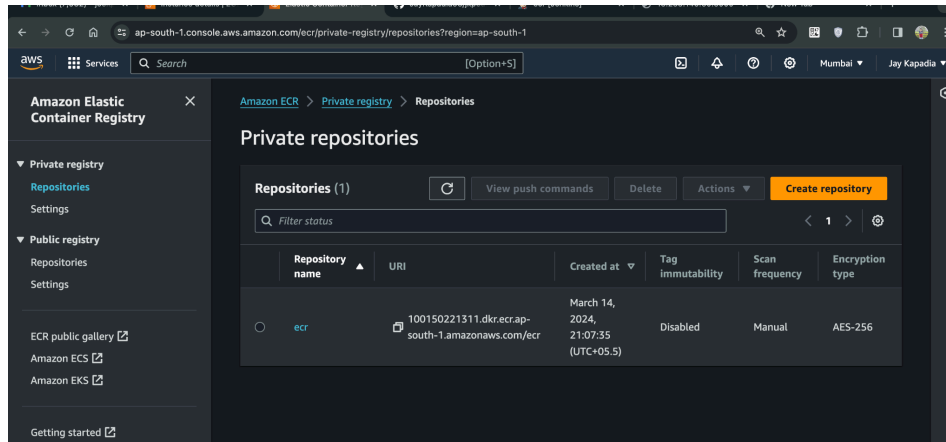 ap-south-1.console.aws.amazon.com/ecr/private-registry/repositories?region=ap-south-1
aws
Services
Search
[Option+S]
Mumbai ▼
Jay Kapadia ▼
Amazon Elastic
Container Registry
Private registry
Repositories
Settings
Public registry
Repositories
Settings
ECR public gallery
Amazon ECS
Amazon EKS
Getting started
Amazon ECR > Private registry > Repositories
Private repositories
Repositories (1)
View push commands
Delete
Actions ▼
Create repository
Filter status
< 1 >
Repository
name
URI
Created at
Tag
immutability
Scan
frequency
Encryption
type
ecr
100150221311.dkr.ecr.ap-
south-1.amazonaws.com/ecr
March 14,
2024,
21:07:35
(UTC+05.5)
Disabled
Manual
AES-256